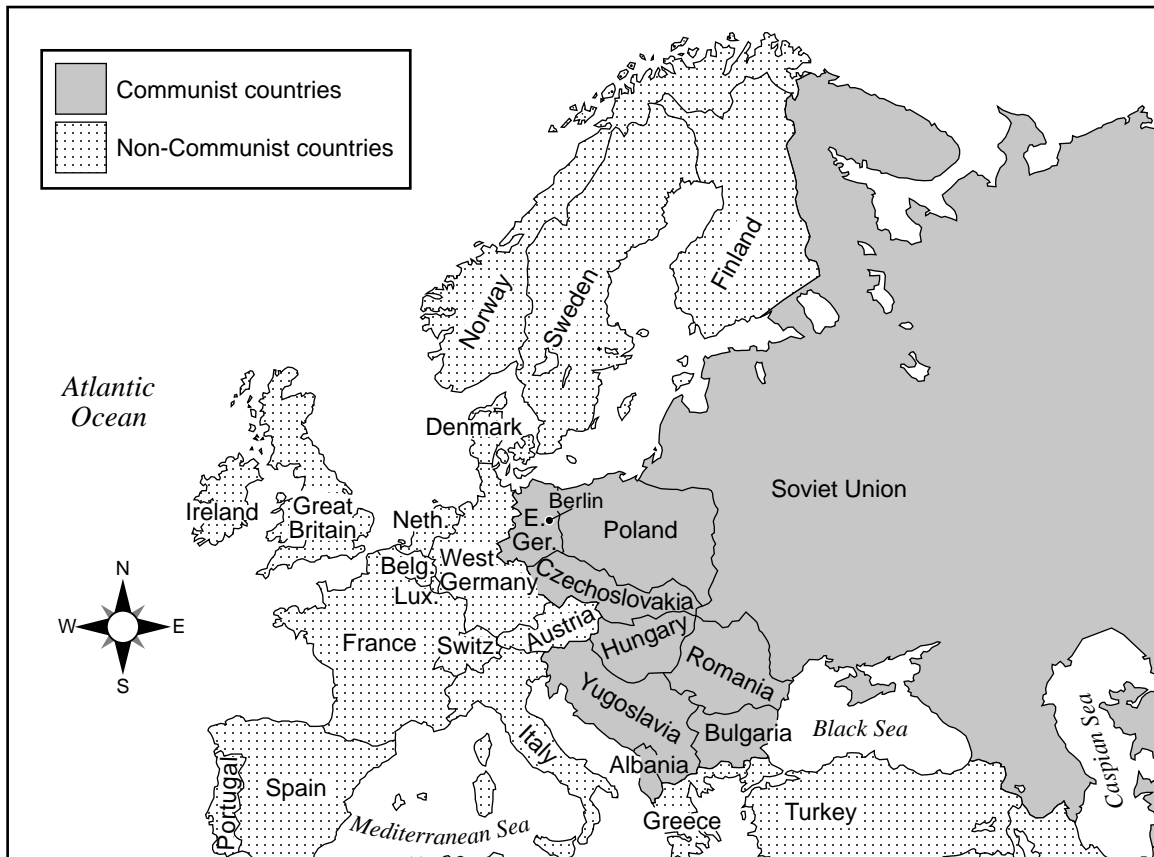 Communist countries
Non-Communist countries
Norway
Sweden
Finland
Atlantic
Ocean
Denmark
Soviet Union
Ireland
Great
Britain
Neth.
Berlin
E.
Ger.
Poland
Belg.
West
Germany
Lux.
Czechoslovakia
N
W
E
S
France
Switz.
Austria
Hungary
Romania
Yugoslavia
Bulgaria
Black Sea
Caspian Sea
Italy
Albania
Portugal
Spain
Mediterranean Sea
Greece
Turkey